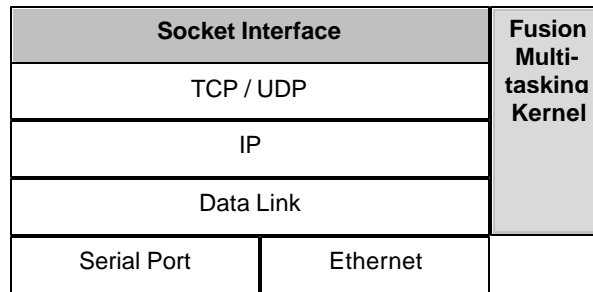 Socket Interface
Fusion
Multi-
tasking
Kernel
TCP / UDP
IP
Data Link
Serial Port
Ethernet